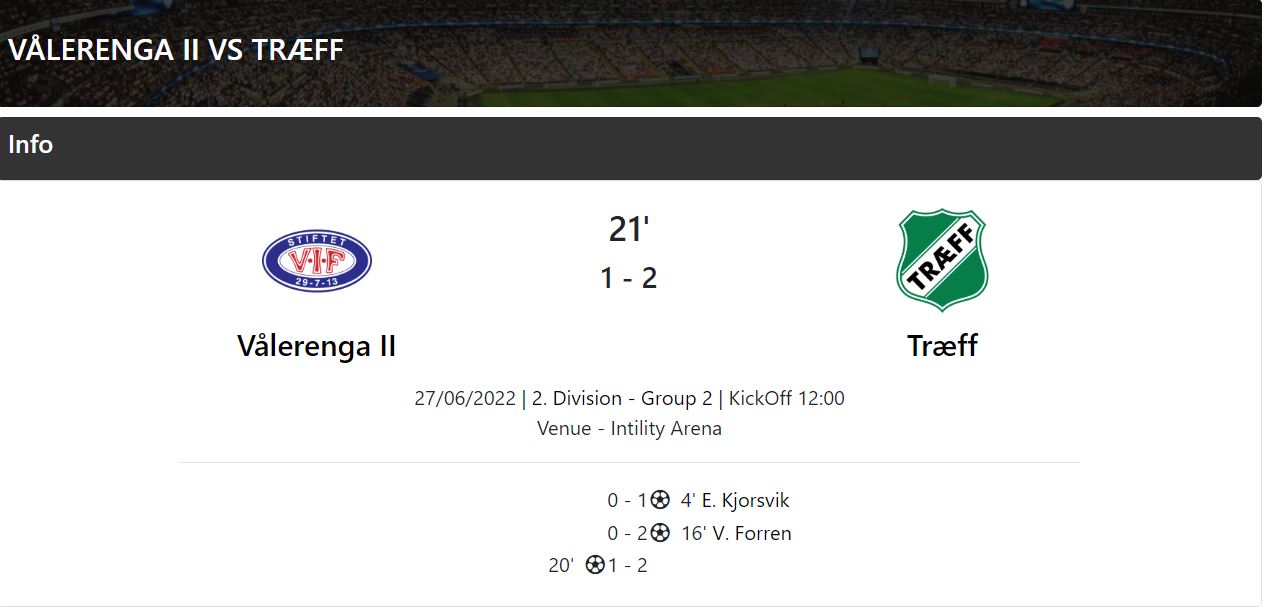 VÅLERENGA II VS TRÆFF
Info
21'
1 - 2
STIFTET
V·I·F
29-7-13
TRÆFF
Vålerenga II
Træff
27/06/2022 | 2. Division - Group 2 | KickOff 12:00
Venue - Intility Arena
0 - 1 4' E. Kjorsvik
0 - 2 16' V. Forren
20' 1 - 2